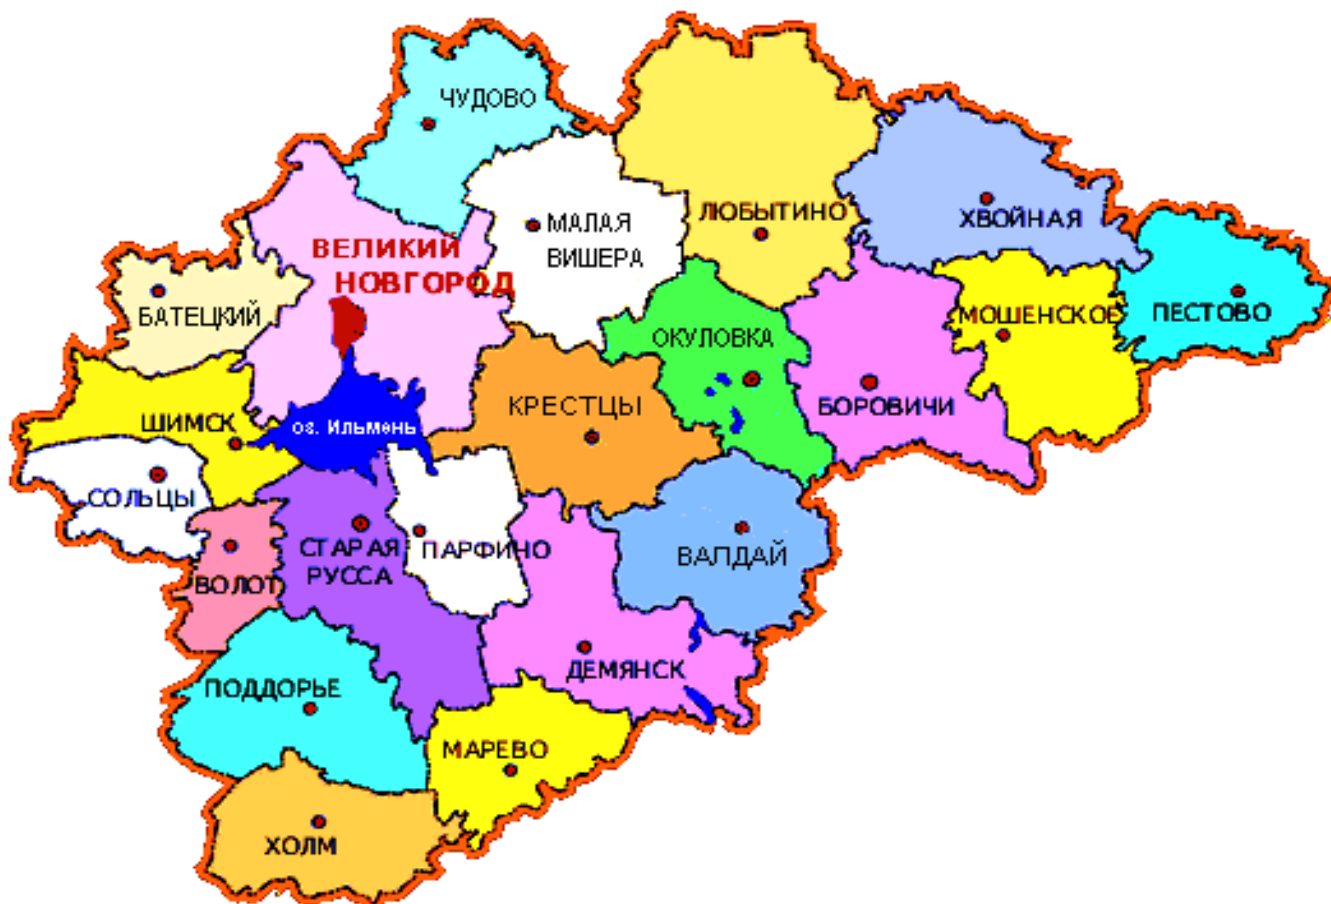 ЧУДОВО
МАЛАЯ
ВИШЕРА
ЛЮБЫТИНО
ХВОЙНАЯ
ВЕЛИКИЙ
НОВГОРОД
БАТЕЦКИЙ
МОШЕНСКОЕ
ПЕСТОВО
ОКУЛОВКА
КРЕСТЦЫ
БОРОВИЧИ
ШИМСК
оз. Ильмень
СОЛЬЦЫ
СТАРАЯ
РУССА
ПАРФИНО
ВАЛДАЙ
ВОЛОТ
ДЕМЯНСК
ПОДДОРЬЕ
МАРЕВО
ХОЛМ